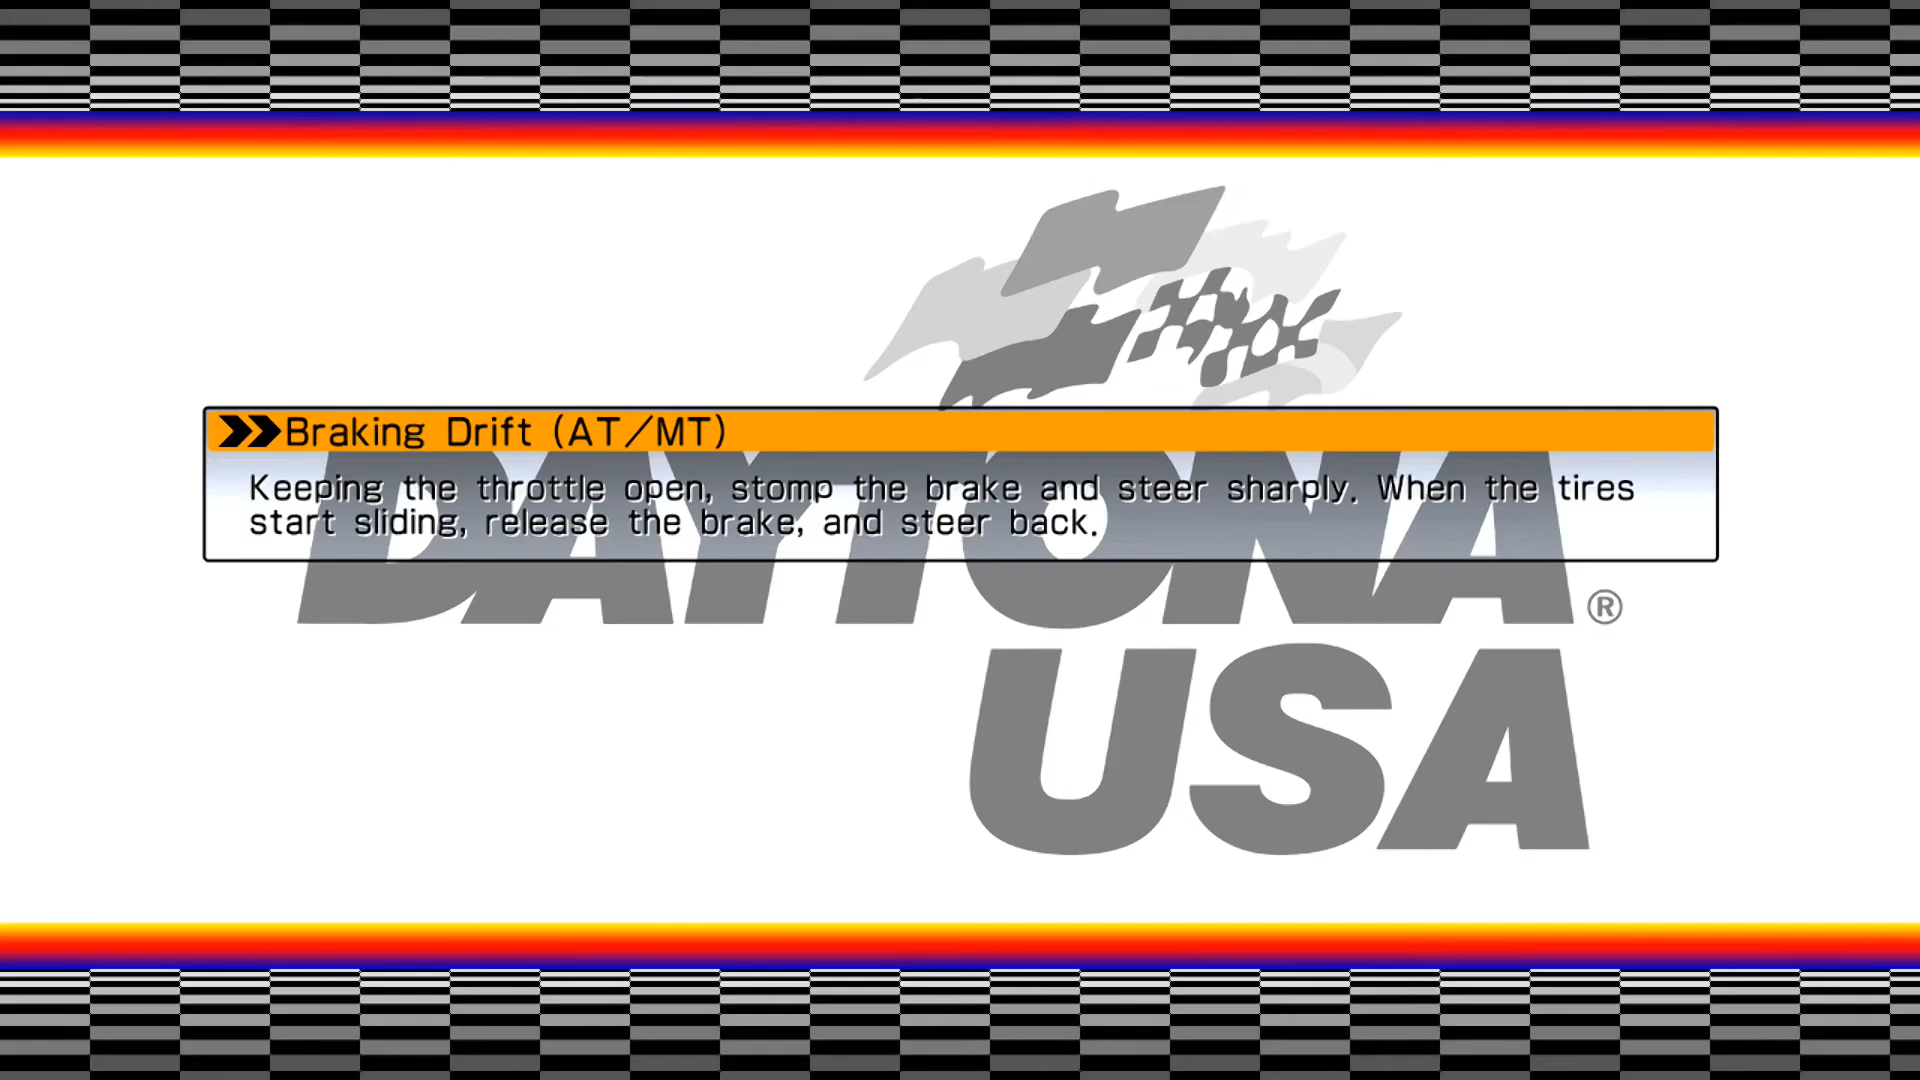 Braking Drift (AT/MT)
Keeping the throttle open, stomp the brake and steer sharply. When the tires
start sliding, release the brake, and steer back.
DAYTONA®
USA